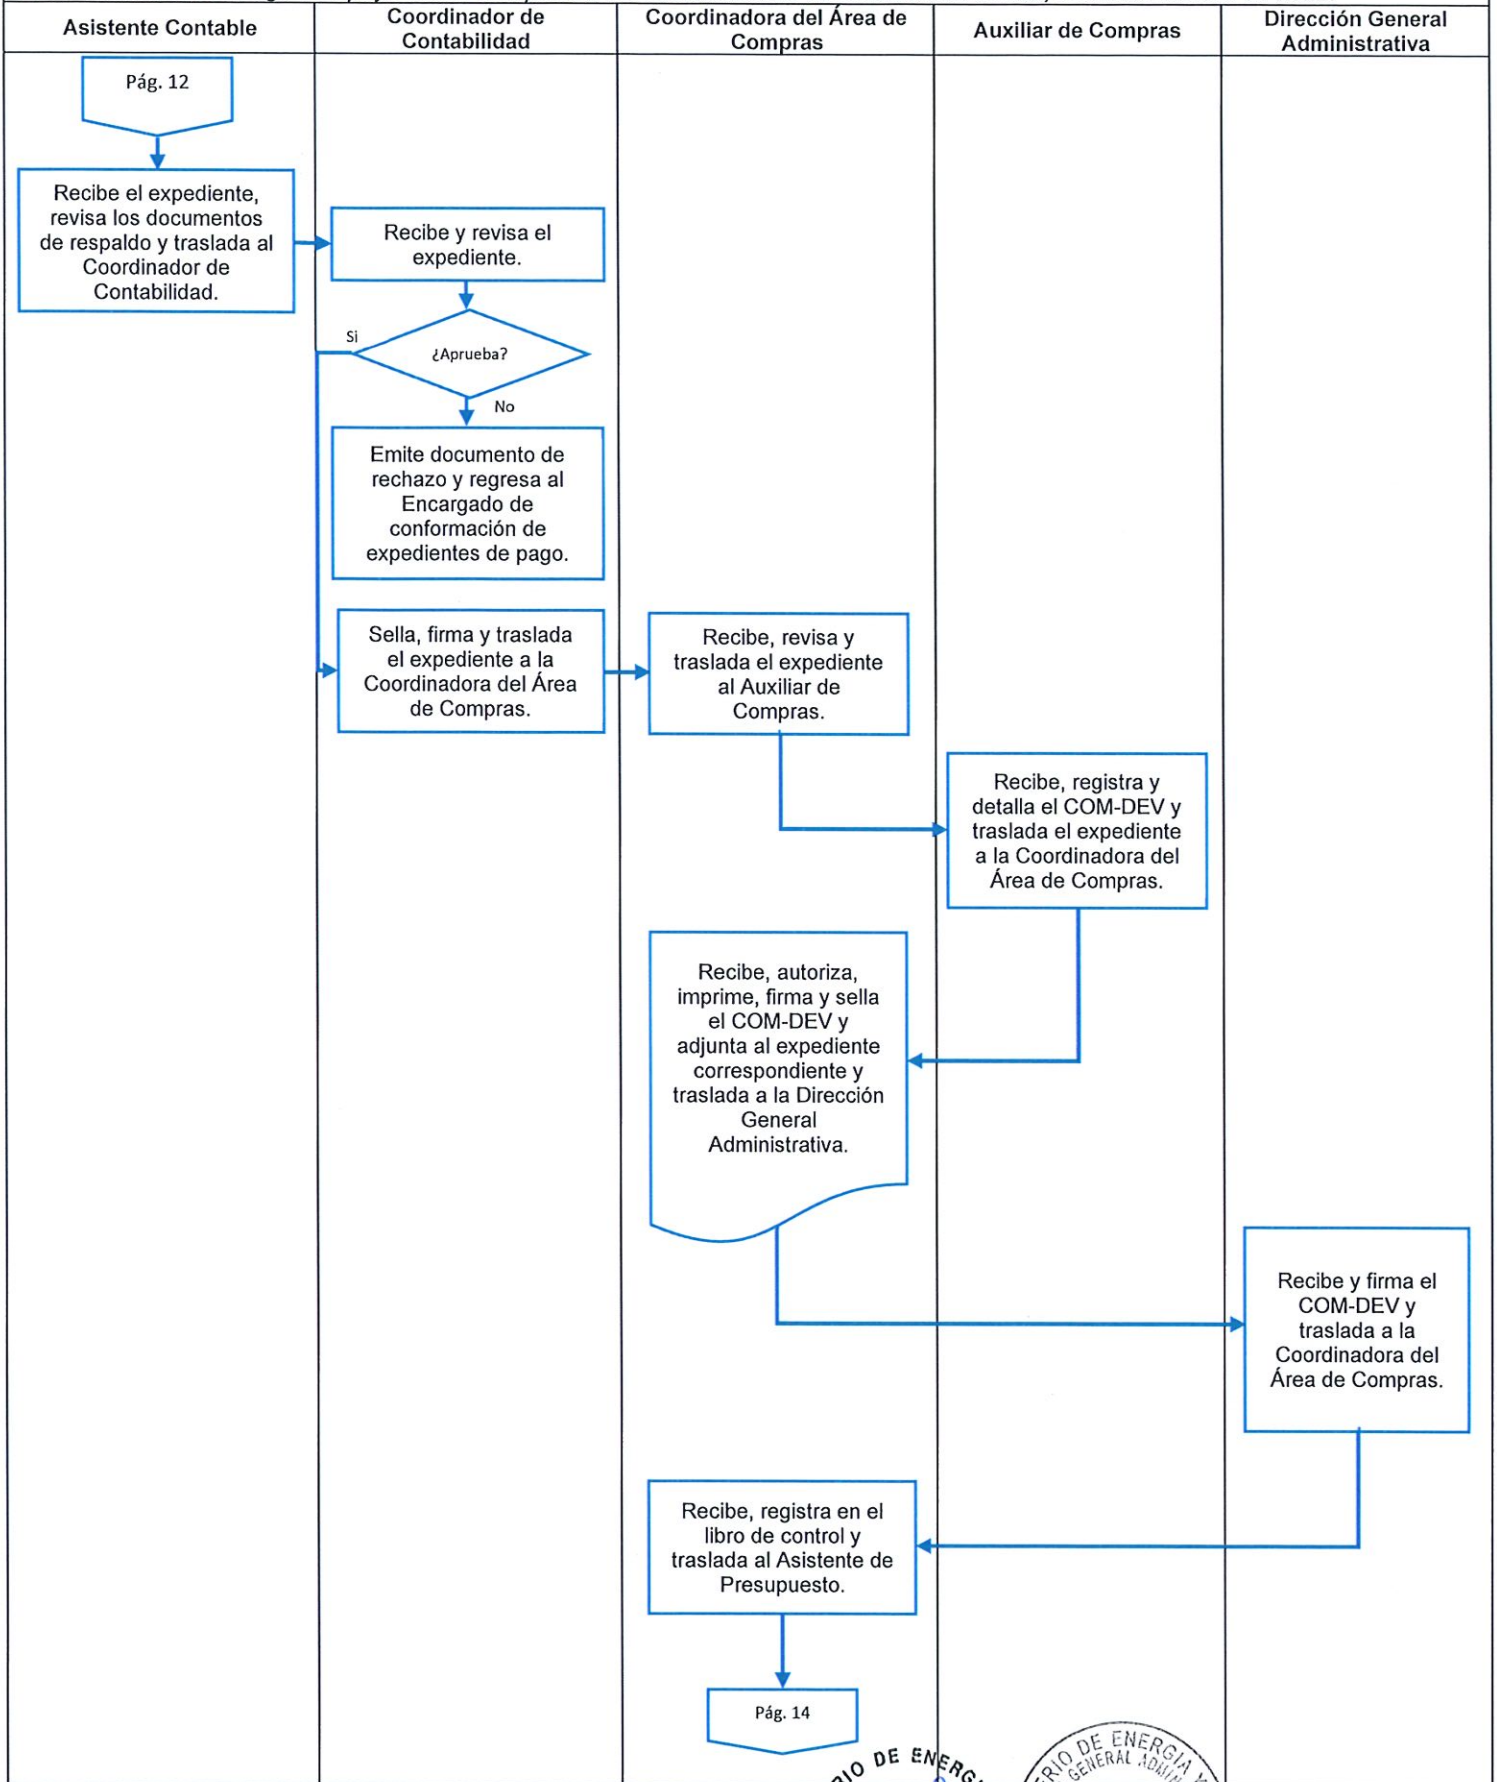 Asistente Contable
Coordinador de
Contabilidad
Coordinadora del Área de
Compras
Auxiliar de Compras
Dirección General
Administrativa
Pág. 12
Recibe el expediente,
revisa los documentos
de respaldo y traslada al
Coordinador de
Contabilidad.
Recibe y revisa el
expediente.
Si
¿Aprueba?
No
Emite documento de
rechazo y regresa al
Encargado de
conformación de
expedientes de pago.
Sella, firma y traslada
el expediente a la
Coordinadora del Área
de Compras.
Recibe, revisa y
traslada el expediente
al Auxiliar de
Compras.
Recibe, registra y
detalla el COM-DEV y
traslada el expediente
a la Coordinadora del
Área de Compras.
Recibe, autoriza,
imprime, firma y sella
el COM-DEV y
adjunta al expediente
correspondiente y
traslada a la Dirección
General
Administrativa.
Recibe y firma el
COM-DEV y
traslada a la
Coordinadora del
Área de Compras.
Recibe, registra en el
libro de control y
traslada al Asistente de
Presupuesto.
Pág. 14
DE
DE ENERGIA Y
GENERAL